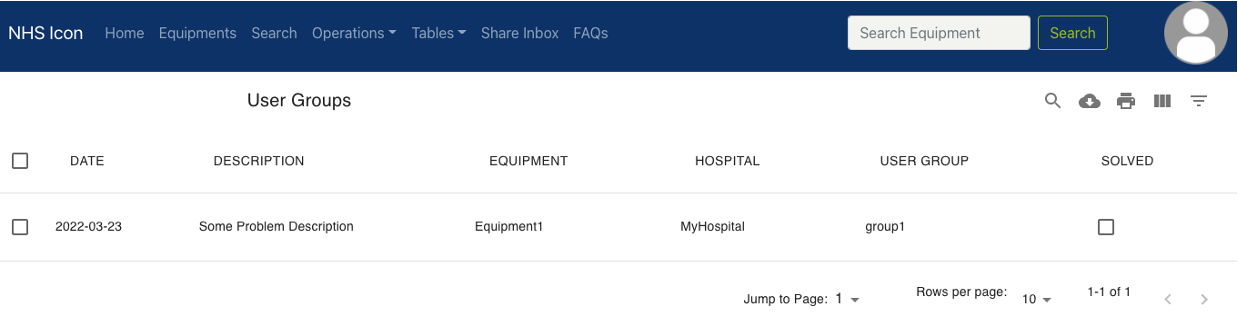 NHS Icon Home Equipments Search Operations Tables Share Inbox FAQs Search Equipment Search
User Groups
DATE DESCRIPTION EQUIPMENT HOSPITAL USER GROUP SOLVED
2022-03-23 Some Problem Description Equipment1 MyHospital group1
Jump to Page: 1 Rows per page: 10 1-1 of 1